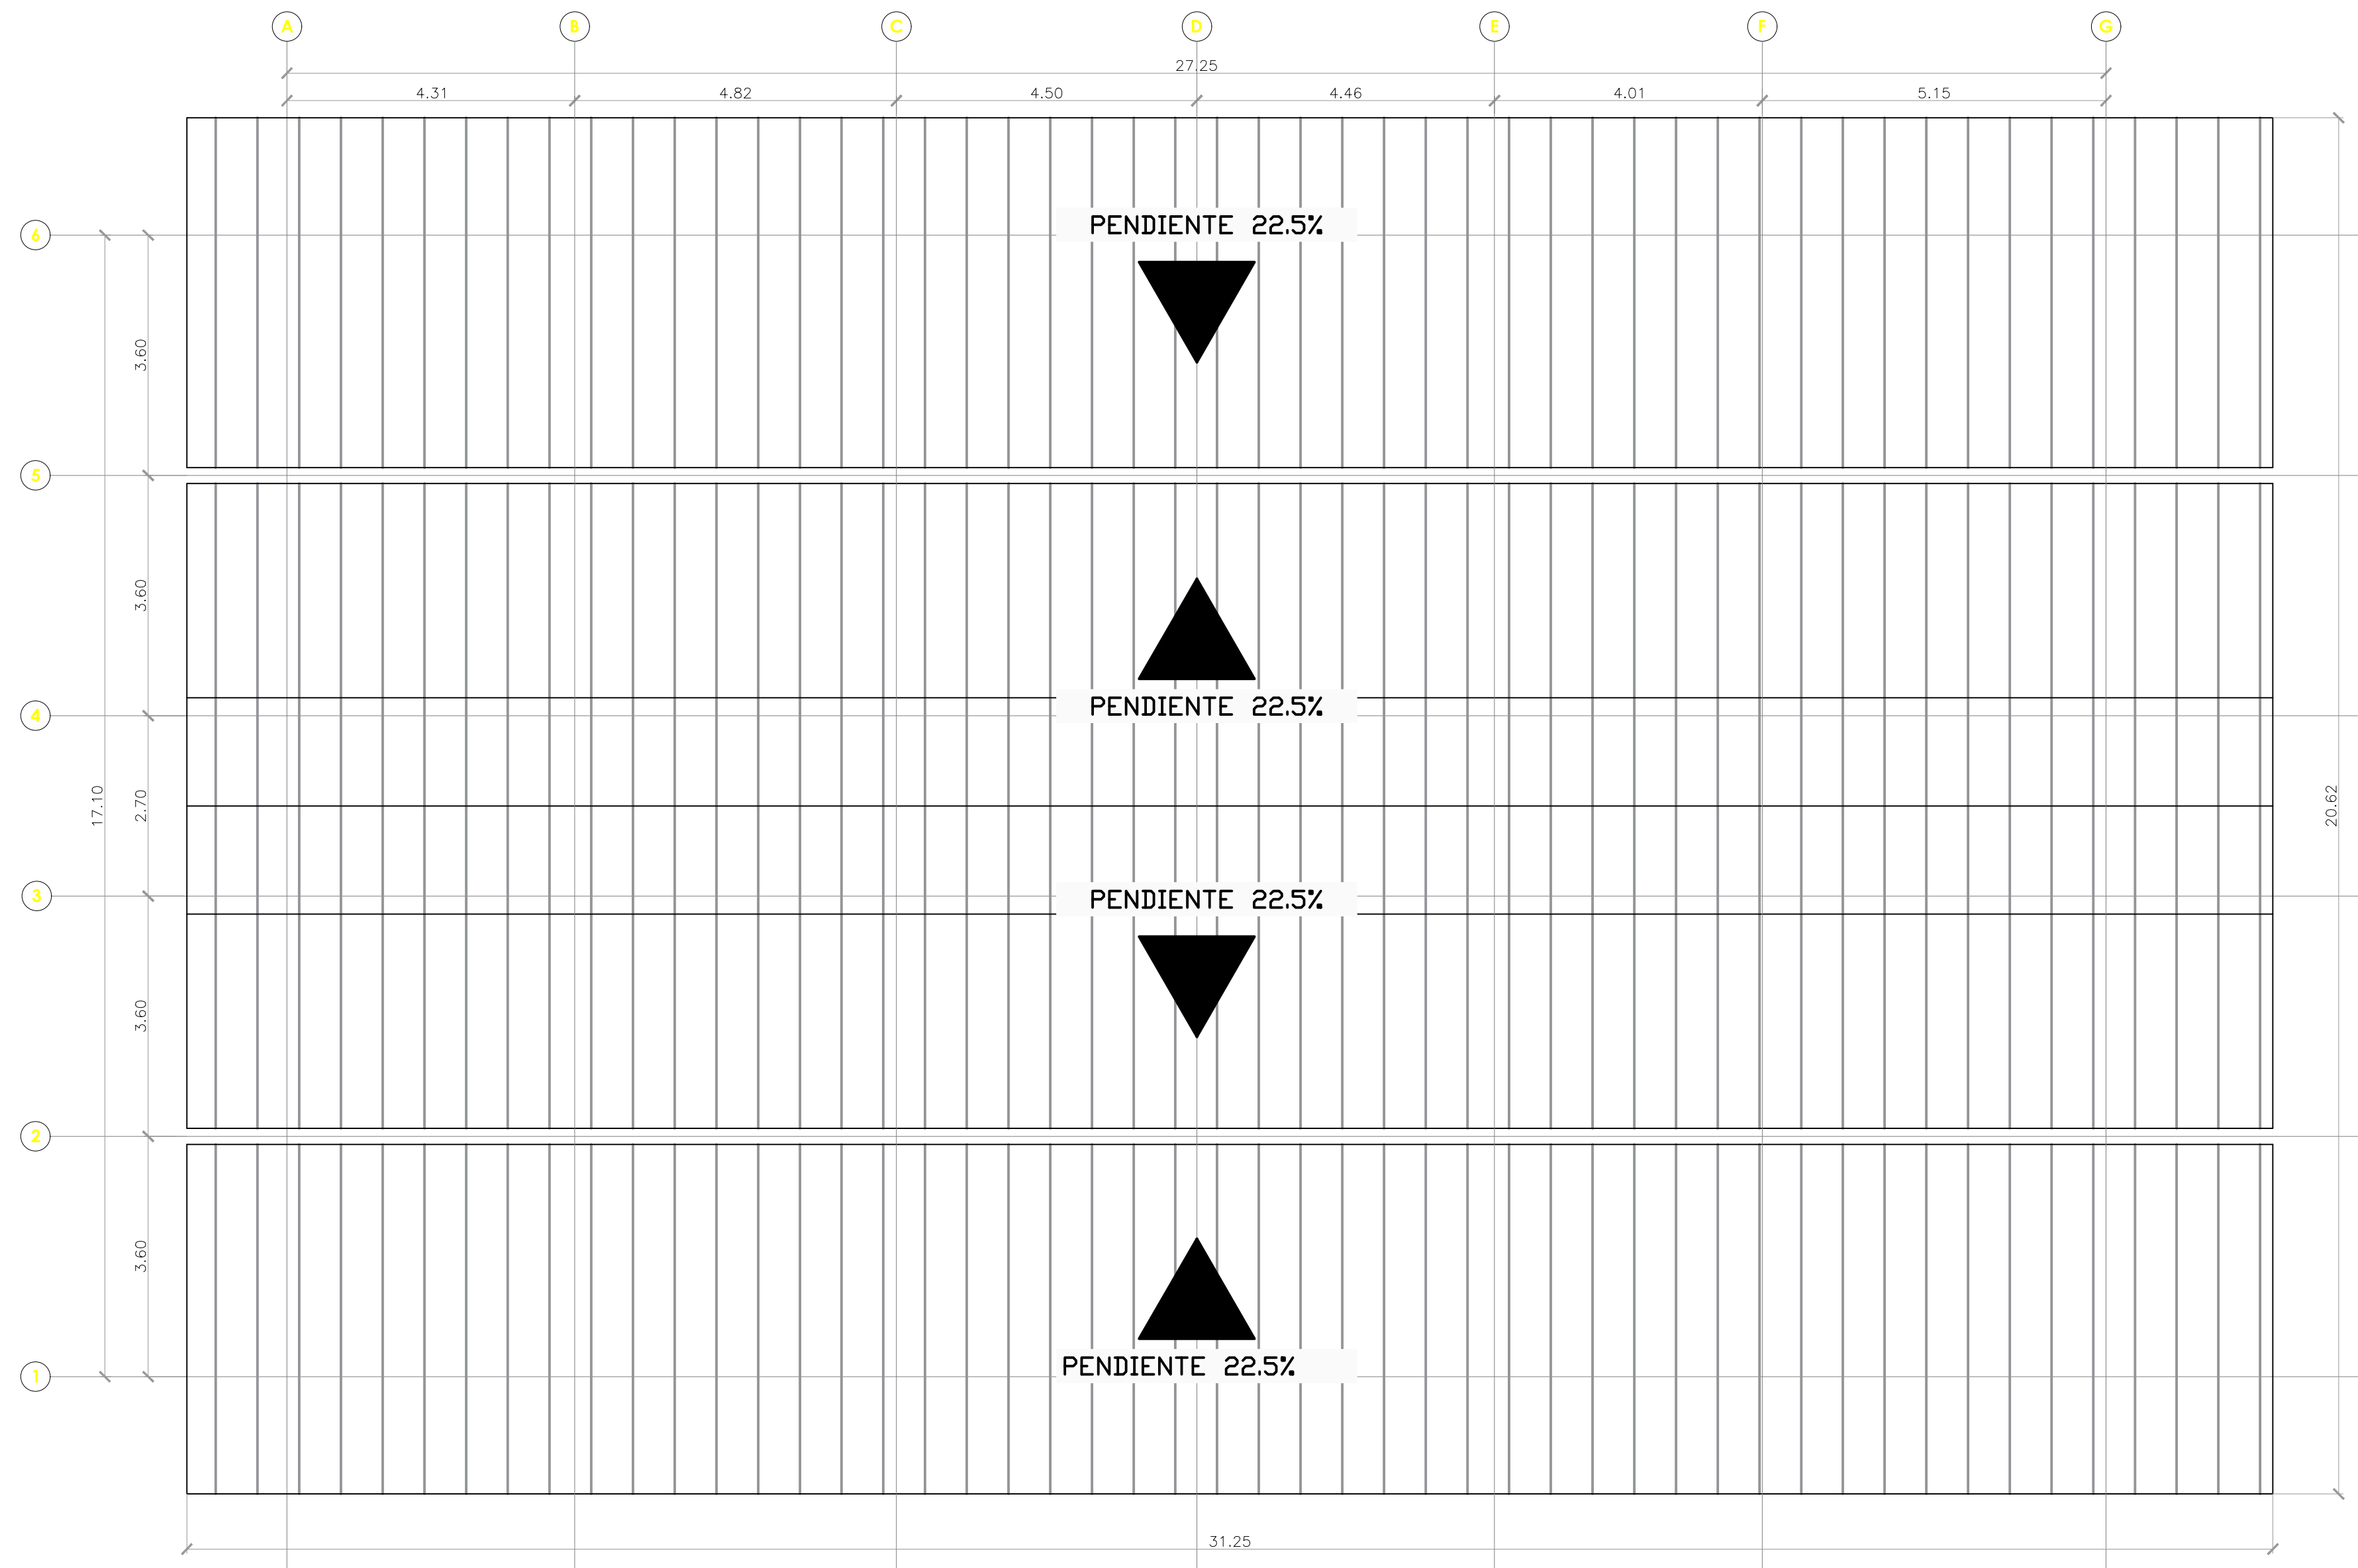 A B C D E F G
27.25
4.31 4.82 4.50 4.46 4.01 5.15
6
PENDIENTE 22.5%
3.60
5
3.60
4
PENDIENTE 22.5%
17.10
2.70
20.62
3
PENDIENTE 22.5%
3.60
2
3.60
1
PENDIENTE 22.5%
31.25